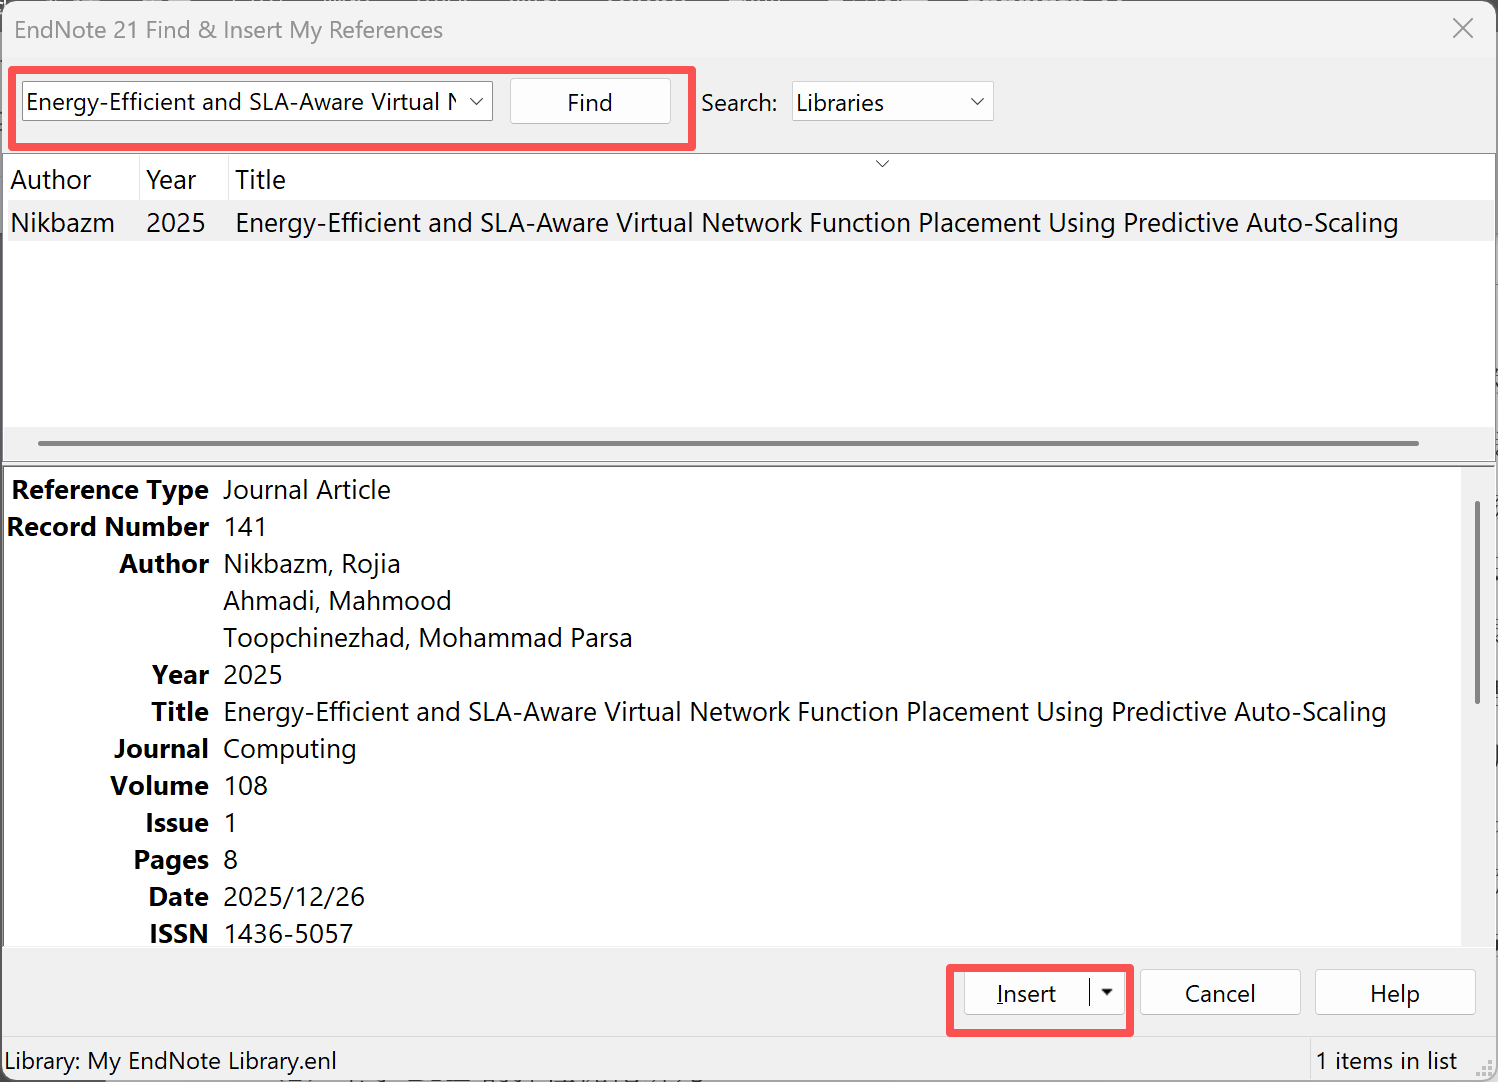 EndNote 21 Find & Insert My References
Energy-Efficient and SLA-Aware Virtual Find Search: Libraries
Author Year Title
Nikbazm 2025 Energy-Efficient and SLA-Aware Virtual Network Function Placement Using Predictive Auto-Scaling
Reference Type Journal Article
Record Number 141
Author Nikbazm, Rojia
Ahmadi, Mahmood
Toopchinezhad, Mohammad Parsa
Year 2025
Title Energy-Efficient and SLA-Aware Virtual Network Function Placement Using Predictive Auto-Scaling
Journal Computing
Volume 108
Issue 1
Pages 8
Date 2025/12/26
ISSN 1436-5057
Insert Cancel Help
Library: My EndNote Library.enl 1 items in list